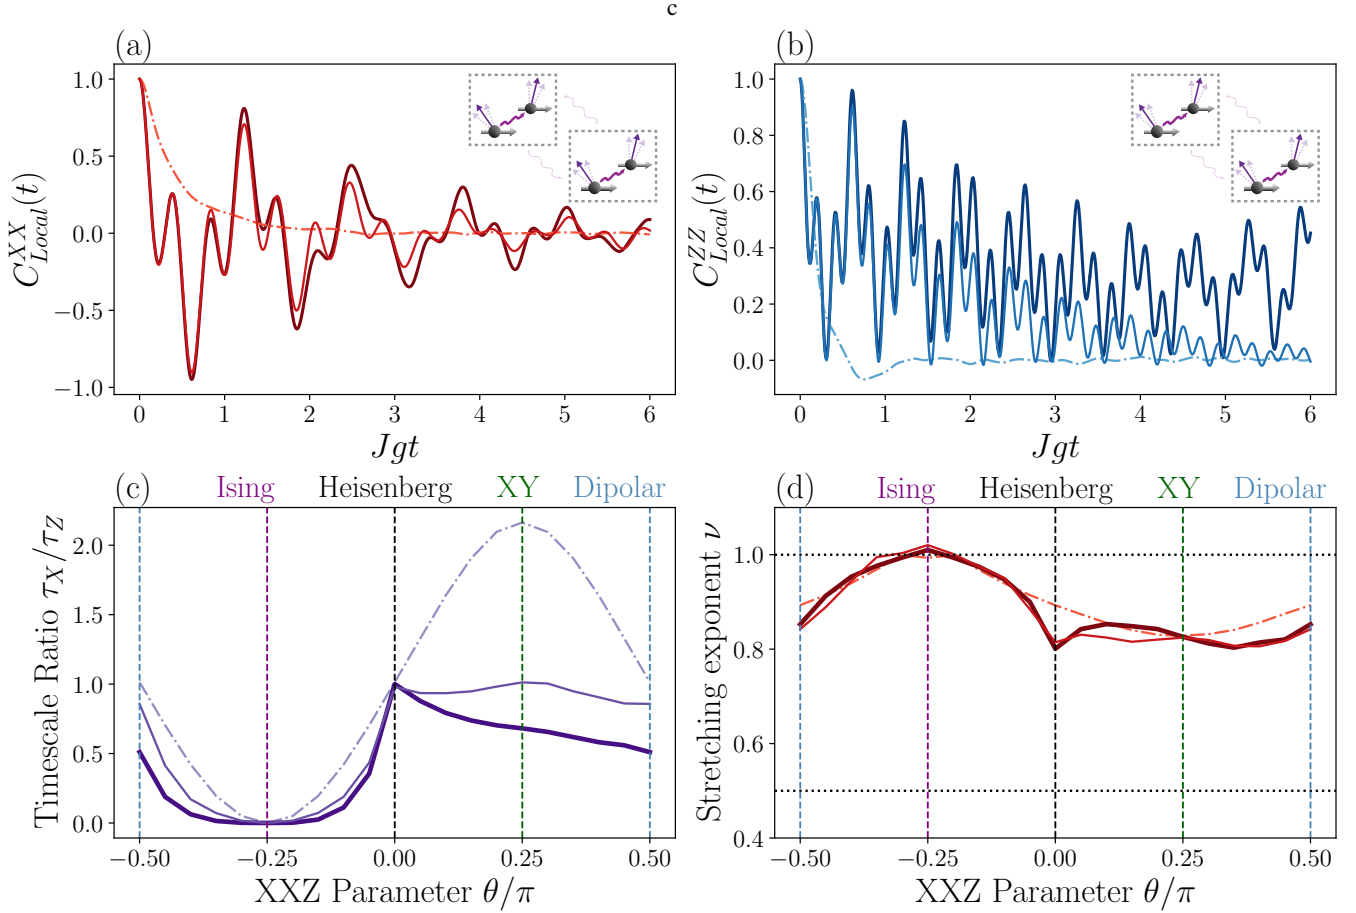 c
(a)
1.0
0.5
0.0
−0.5
−1.0
C^{XX}_{Local}(t)
0 1 2 3 4 5 6
Jgt
(b)
1.0
0.8
0.6
0.4
0.2
0.0
C^{ZZ}_{Local}(t)
0 1 2 3 4 5 6
Jgt
(c)
Ising Heisenberg XY Dipolar
2.0
1.0
0.5
0.0
Timescale Ratio τ_X/τ_Z
−0.50 −0.25 0.00 0.25 0.50
XXZ Parameter θ/π
(d)
Ising Heisenberg XY Dipolar
1.0
0.8
0.6
0.4
Stretching exponent ν
−0.50 −0.25 0.00 0.25 0.50
XXZ Parameter θ/π